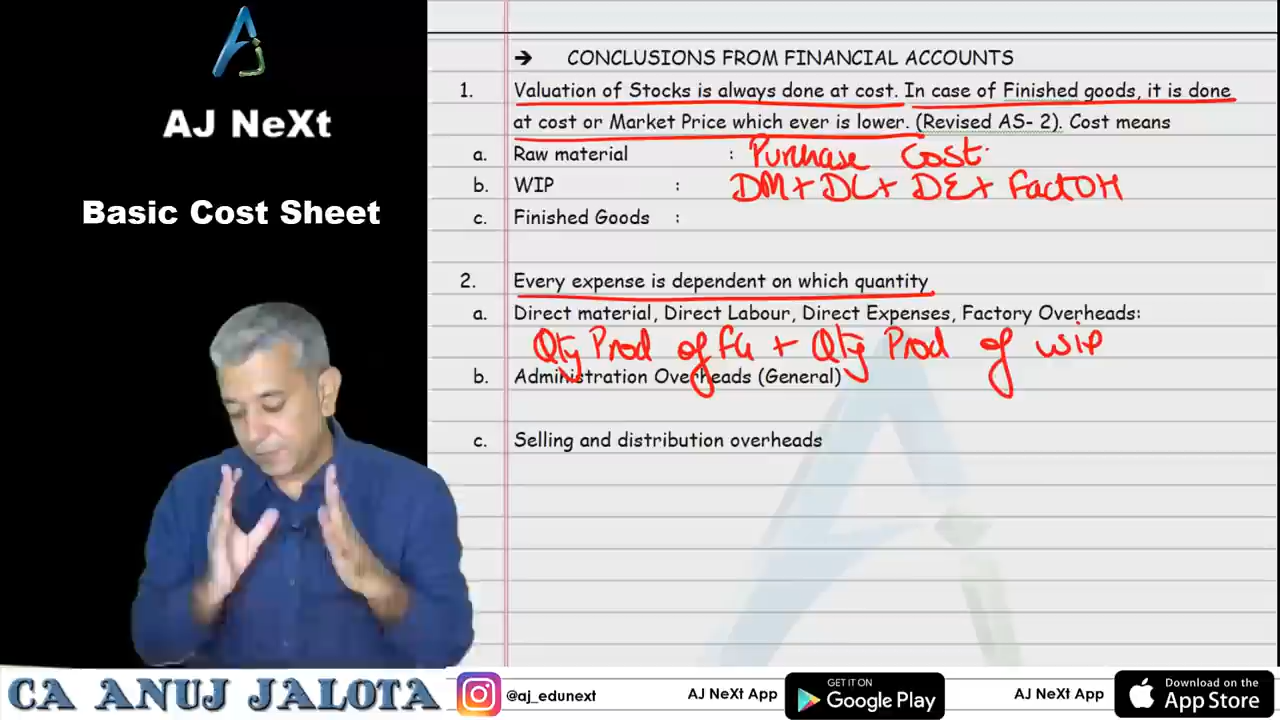 AJ NeXt
Basic Cost Sheet
➔ CONCLUSIONS FROM FINANCIAL ACCOUNTS
1. Valuation of Stocks is always done at cost. In case of Finished goods, it is done
at cost or Market Price which ever is lower. (Revised AS- 2). Cost means
a. Raw material : Purchase Cost
b. WIP : DM + DL + DE + FactOH
c. Finished Goods :
2. Every expense is dependent on which quantity
a. Direct material, Direct Labour, Direct Expenses, Factory Overheads:
Qty Prod of FG + Qty Prod of WIP
b. Administration Overheads (General)
c. Selling and distribution overheads
CA ANUJ JALOTA
@aj_edunext
AJ NeXt App
GET IT ON
Google Play
AJ NeXt App
Download on the
App Store